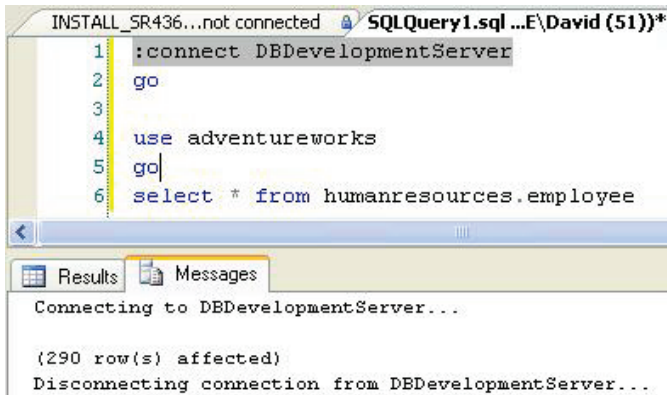 INSTALL_SR436...not connected SQLQuery1.sql ...E\David (51))*
1 :connect DBDevelopmentServer
2 go
3
4 use adventureworks
5 go
6 select * from humanresources.employee
Results Messages
Connecting to DBDevelopmentServer...
(290 row(s) affected)
Disconnecting connection from DBDevelopmentServer...